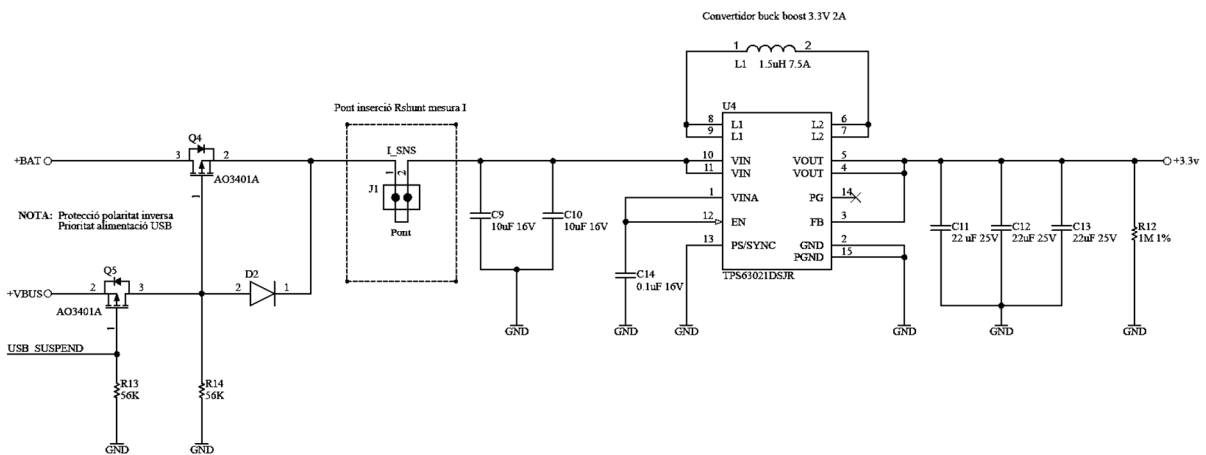 Convertidor buck boost 3.3V 2A
1 2
L1 1.5uH 7.5A
Pont inserció Rshunt mesura I
U4
8 L1 L2 6
9 L1 L2 7
Q4
+BAT 3 2
AO3401A
1
I_SNS
1 2
J1
Pont
10 VIN VOUT 5
11 VIN VOUT 4
1 VINA PG 14
12 EN FB 3
13 PS/SYNC GND 2
PGND 15
TPS63021DSJR
+3.3v
NOTA: Protecció polaritat inversa
Prioritat alimentació USB
C9
10uF 16V
C10
10uF 16V
C11
22 uF 25V
C12
22uF 25V
C13
22uF 25V
R12
1M 1%
C14
0.1uF 16V
Q5
+VBUS 2 3
AO3401A
1
D2
2 1
USB_SUSPEND
R13
56K
R14
56K
GND
GND
GND
GND
GND
GND
GND
GND